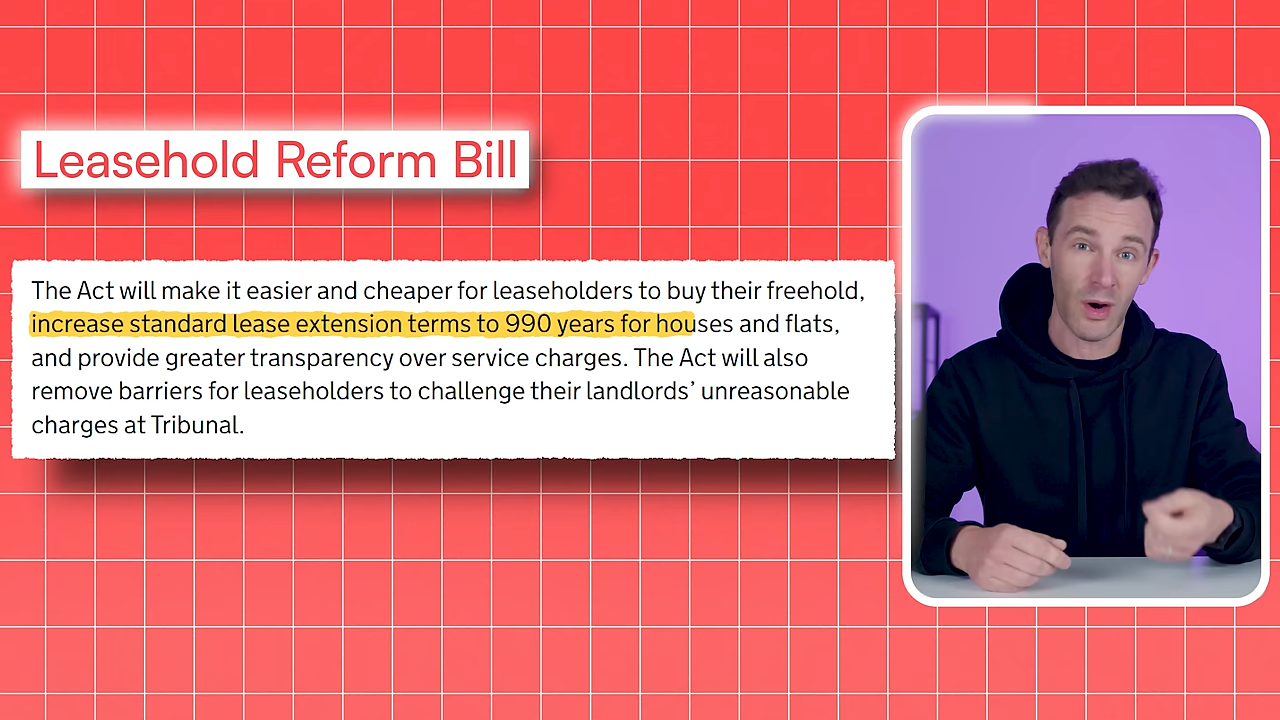 Leasehold Reform Bill
The Act will make it easier and cheaper for leaseholders to buy their freehold,
increase standard lease extension terms to 990 years for houses and flats,
and provide greater transparency over service charges. The Act will also
remove barriers for leaseholders to challenge their landlords’ unreasonable
charges at Tribunal.